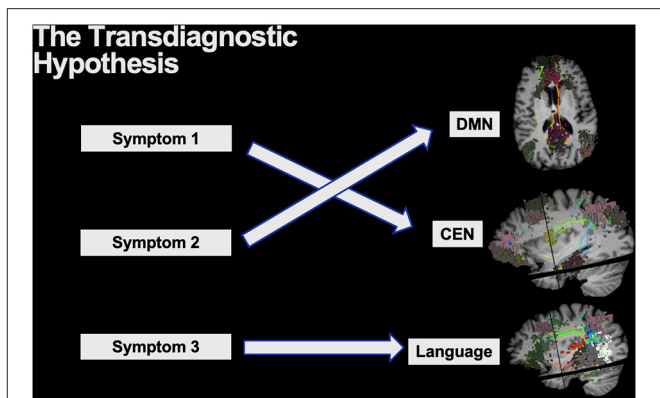 The Transdiagnostic
Hypothesis
Symptom 1
DMN
Symptom 2
CEN
Symptom 3
Language